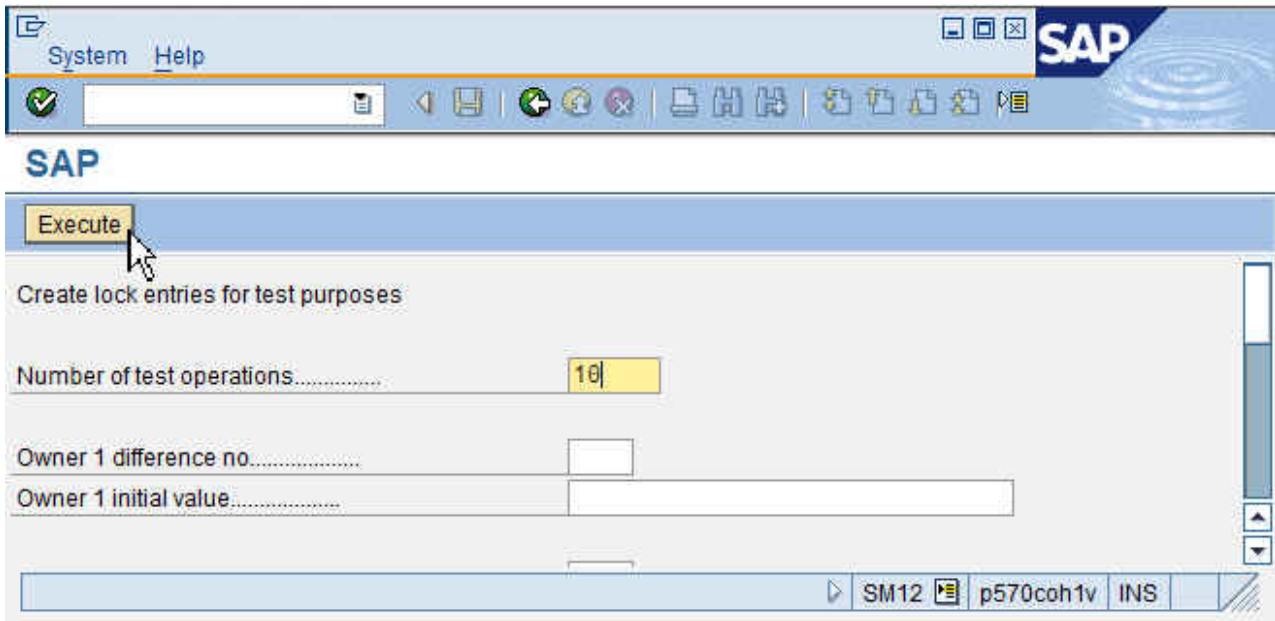 System Help
SAP
SAP
Execute
Create lock entries for test purposes
Number of test operations............... 10
Owner 1 difference no...................
Owner 1 initial value...................
SM12 p570coh1v INS